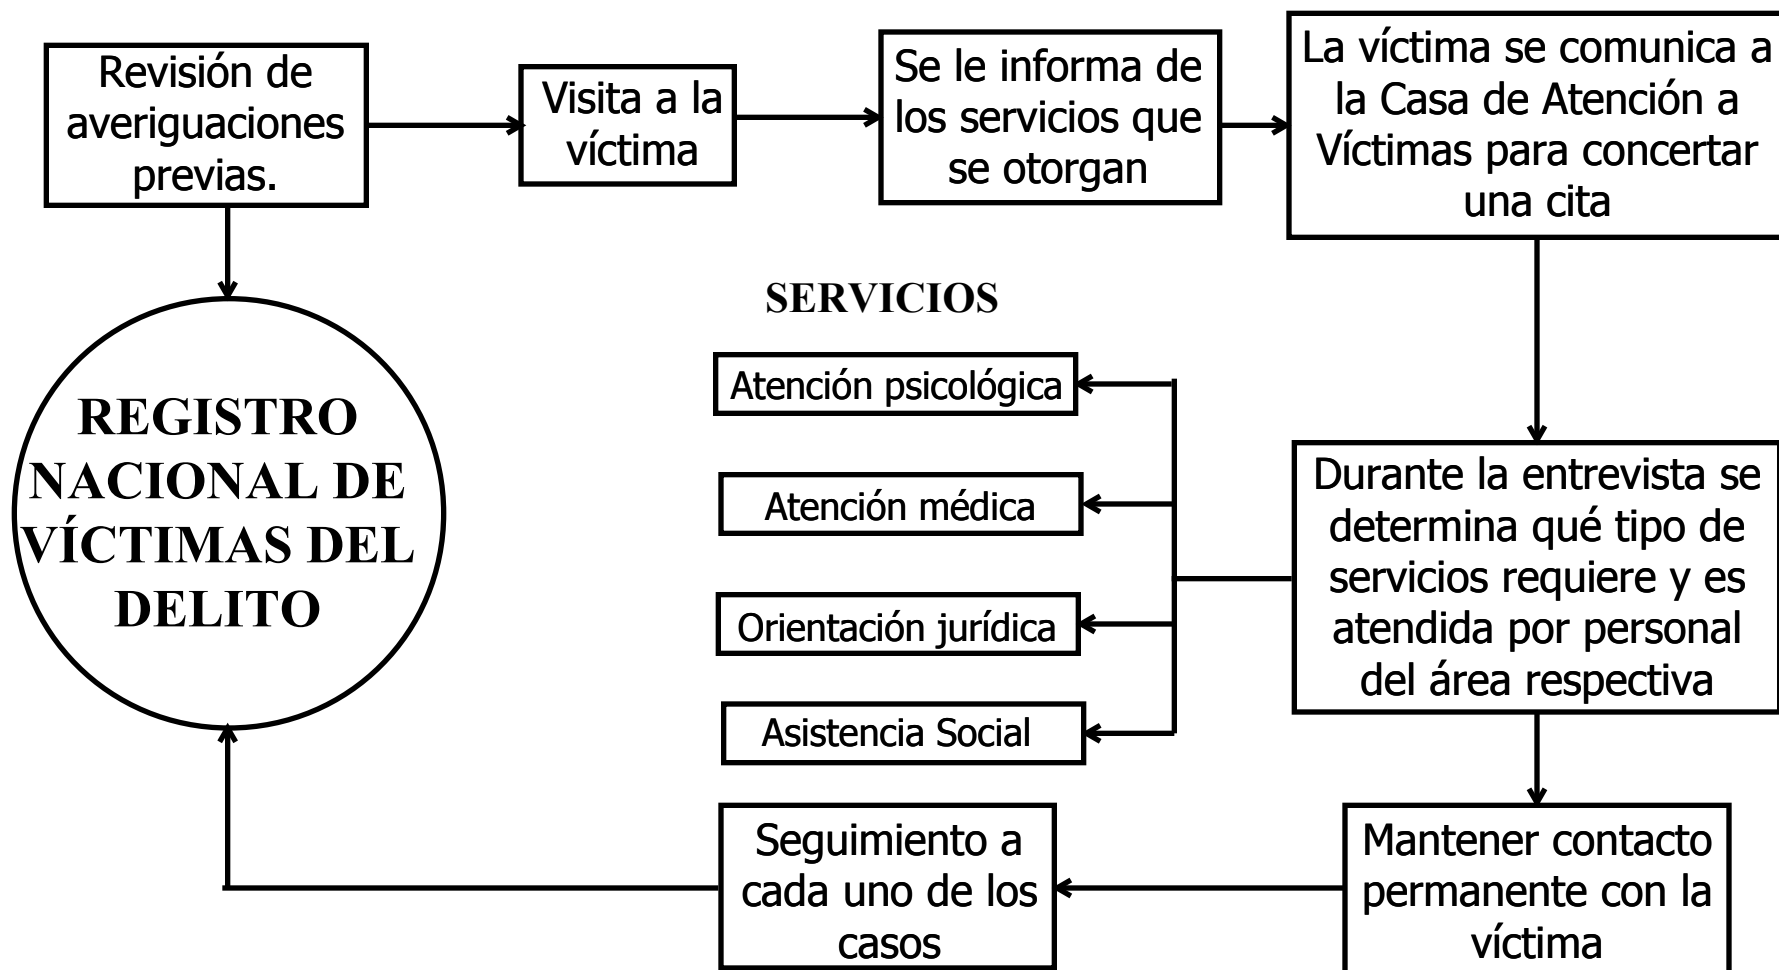 Revisión de
averiguaciones
previas.
Visita a la
víctima
Se le informa de
los servicios que
se otorgan
La víctima se comunica a
la Casa de Atención a
Víctimas para concertar
una cita
SERVICIOS
Atención psicológica
Atención médica
Orientación jurídica
Asistencia Social
REGISTRO
NACIONAL DE
VÍCTIMAS DEL
DELITO
Durante la entrevista se
determina qué tipo de
servicios requiere y es
atendida por personal
del área respectiva
Seguimiento a
cada uno de los
casos
Mantener contacto
permanente con la
víctima